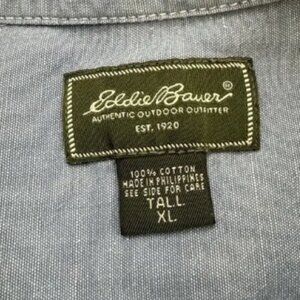 Eddie Bauer®
AUTHENTIC OUTDOOR OUTFITTER
EST. 1920
100% COTTON
MADE IN PHILIPPINES
SEE SIDE FOR CARE
TALL
XL